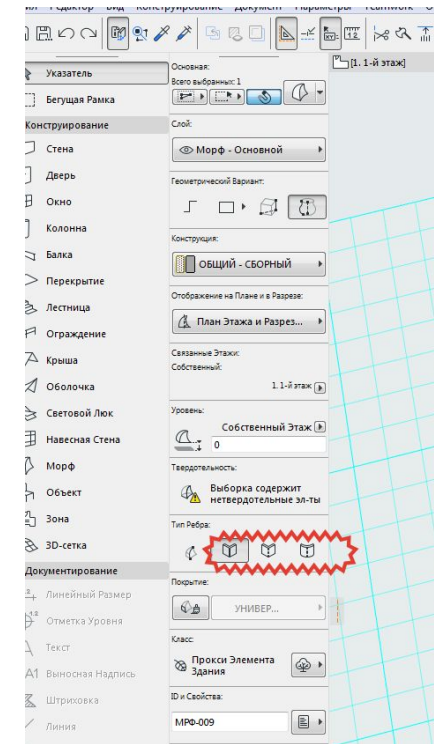 Редактор Вид Конструирование Документ Параметры Teamwork
[1. 1-й этаж]
Указатель
Бегущая Рамка
Конструирование
Стена
Дверь
Окно
Колонна
Балка
Перекрытие
Лестница
Ограждение
Крыша
Оболочка
Световой Люк
Навесная Стена
Морф
Объект
Зона
3D-сетка
Документирование
Линейный Размер
Отметка Уровня
Текст
A1 Выносная Надпись
Штриховка
Линия
Основная:
Всего выбранных: 1
Слой:
Морф - Основной
Геометрический Вариант:
Конструкция:
ОБЩИЙ - СБОРНЫЙ
Отображение на Плане и в Разрезе:
План Этажа и Разрез...
Связанные Этажи:
Собственный:
1. 1-й этаж
Уровень:
Собственный Этаж
0
Твердотельность:
Выборка содержит
нетвердотельные эл-ты
Тип Ребра:
Покрытие:
УНИВЕР...
Класс:
Прокси Элемента
Здания
ID и Свойства:
МРФ-009